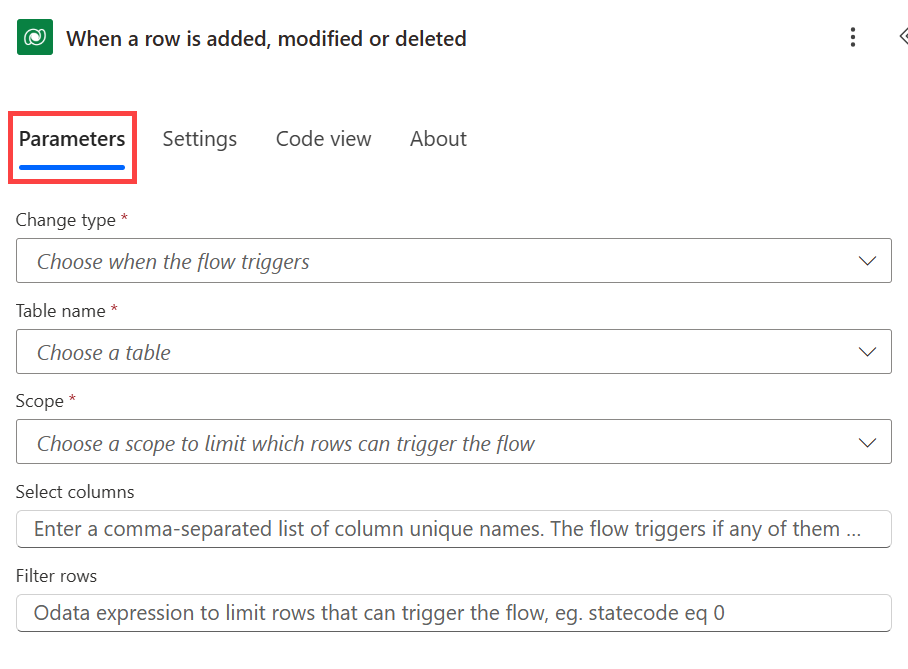 When a row is added, modified or deleted
Parameters Settings Code view About
Change type *
Choose when the flow triggers
Table name *
Choose a table
Scope *
Choose a scope to limit which rows can trigger the flow
Select columns
Enter a comma-separated list of column unique names. The flow triggers if any of them ...
Filter rows
Odata expression to limit rows that can trigger the flow, eg. statecode eq 0